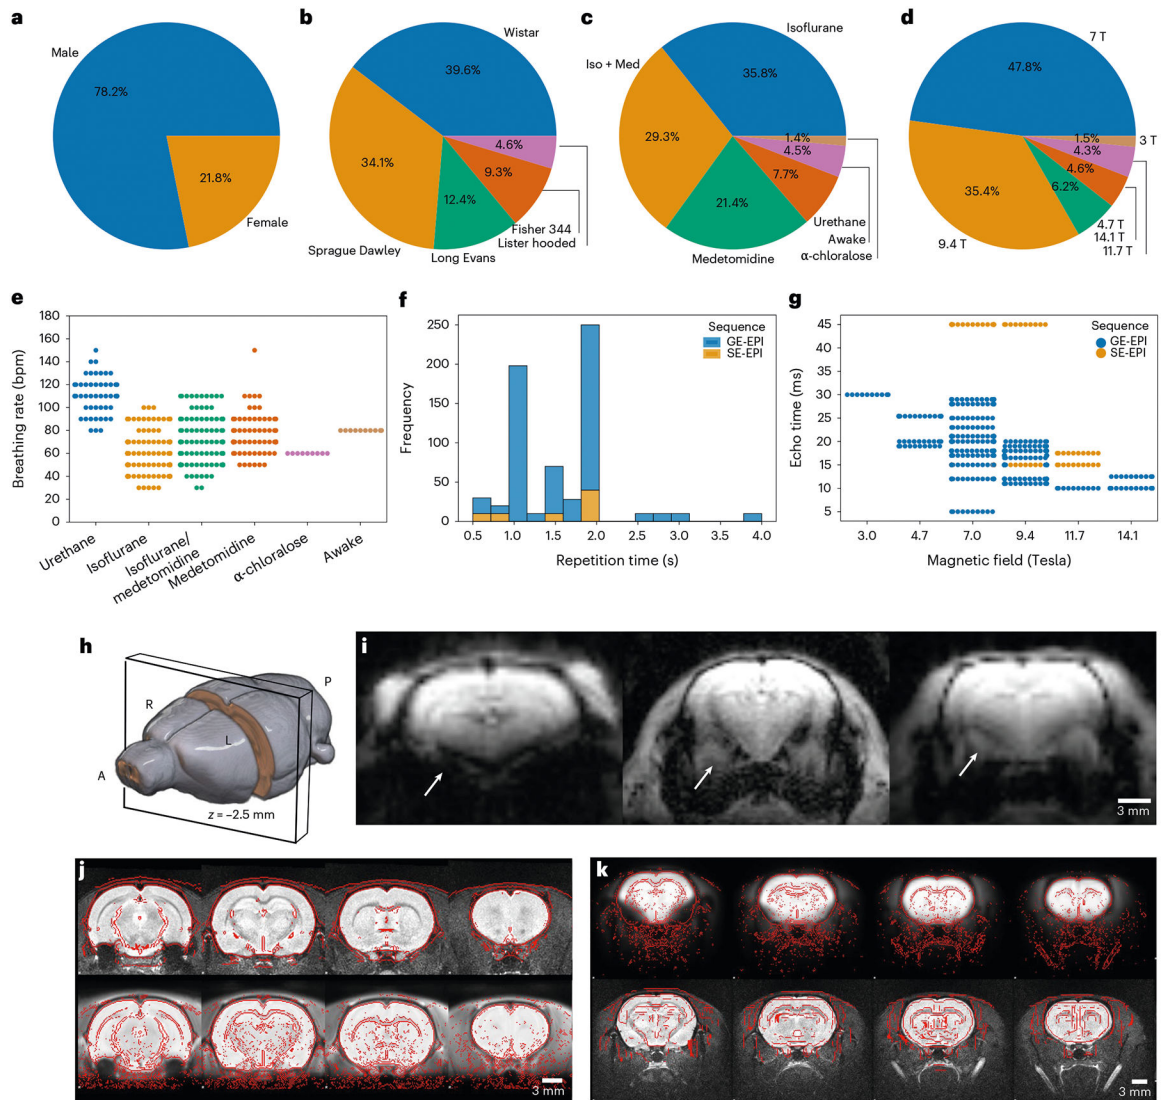 a
Male
78.2%
21.8%
Female
b
Wistar
39.6%
4.6%
34.1%
9.3%
12.4%
Fisher 344
Lister hooded
Sprague Dawley
Long Evans
c
Isoflurane
Iso + Med
35.8%
29.3%
1.4%
4.5%
7.7%
21.4%
Urethane
Awake
α-chloralose
Medetomidine
d
7 T
47.8%
1.5%
3 T
4.3%
4.6%
35.4%
6.2%
4.7 T
14.1 T
11.7 T
9.4 T
e
Breathing rate (bpm)
180
160
140
120
100
80
60
40
20
0
Urethane
Isoflurane
Isoflurane/
medetomidine
Medetomidine
α-chloralose
Awake
f
Frequency
250
200
150
100
50
0
Sequence
GE-EPI
SE-EPI
0.5 1.0 1.5 2.0 2.5 3.0 3.5 4.0
Repetition time (s)
g
Echo time (ms)
45
40
35
30
25
20
15
10
5
Sequence
GE-EPI
SE-EPI
3.0 4.7 7.0 9.4 11.7 14.1
Magnetic field (Tesla)
h
P
R
L
A
z = −2.5 mm
i
3 mm
j
3 mm
k
3 mm